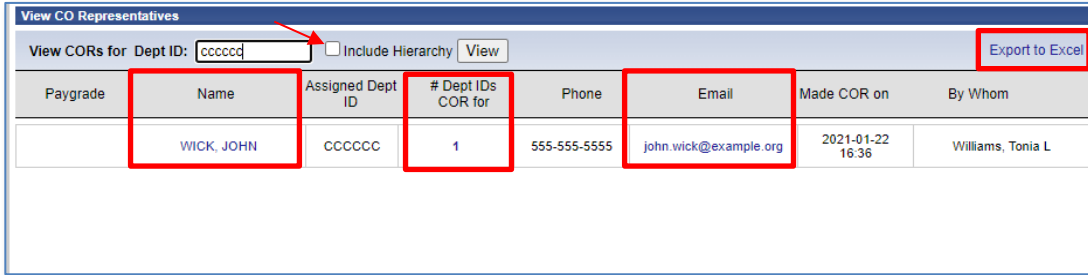 View CO Representatives
View CORs for Dept ID: cccccc Include Hierarchy View Export to Excel
Paygrade Name Assigned Dept ID # Dept IDs COR for Phone Email Made COR on By Whom
WICK, JOHN CCCCCC 1 555-555-5555 john.wick@example.org 2021-01-22 16:36 Williams, Tonia L